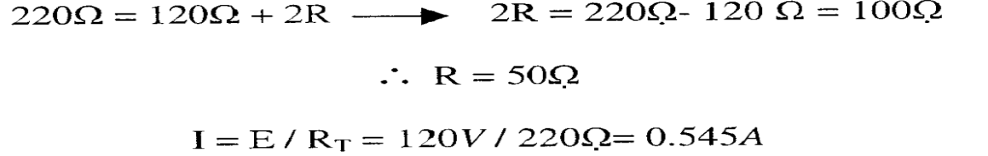 220Ω = 120Ω + 2R ⟶ 2R = 220Ω- 120 Ω = 100Ω
∴ R = 50Ω
I = E / R_T = 120V / 220Ω= 0.545A